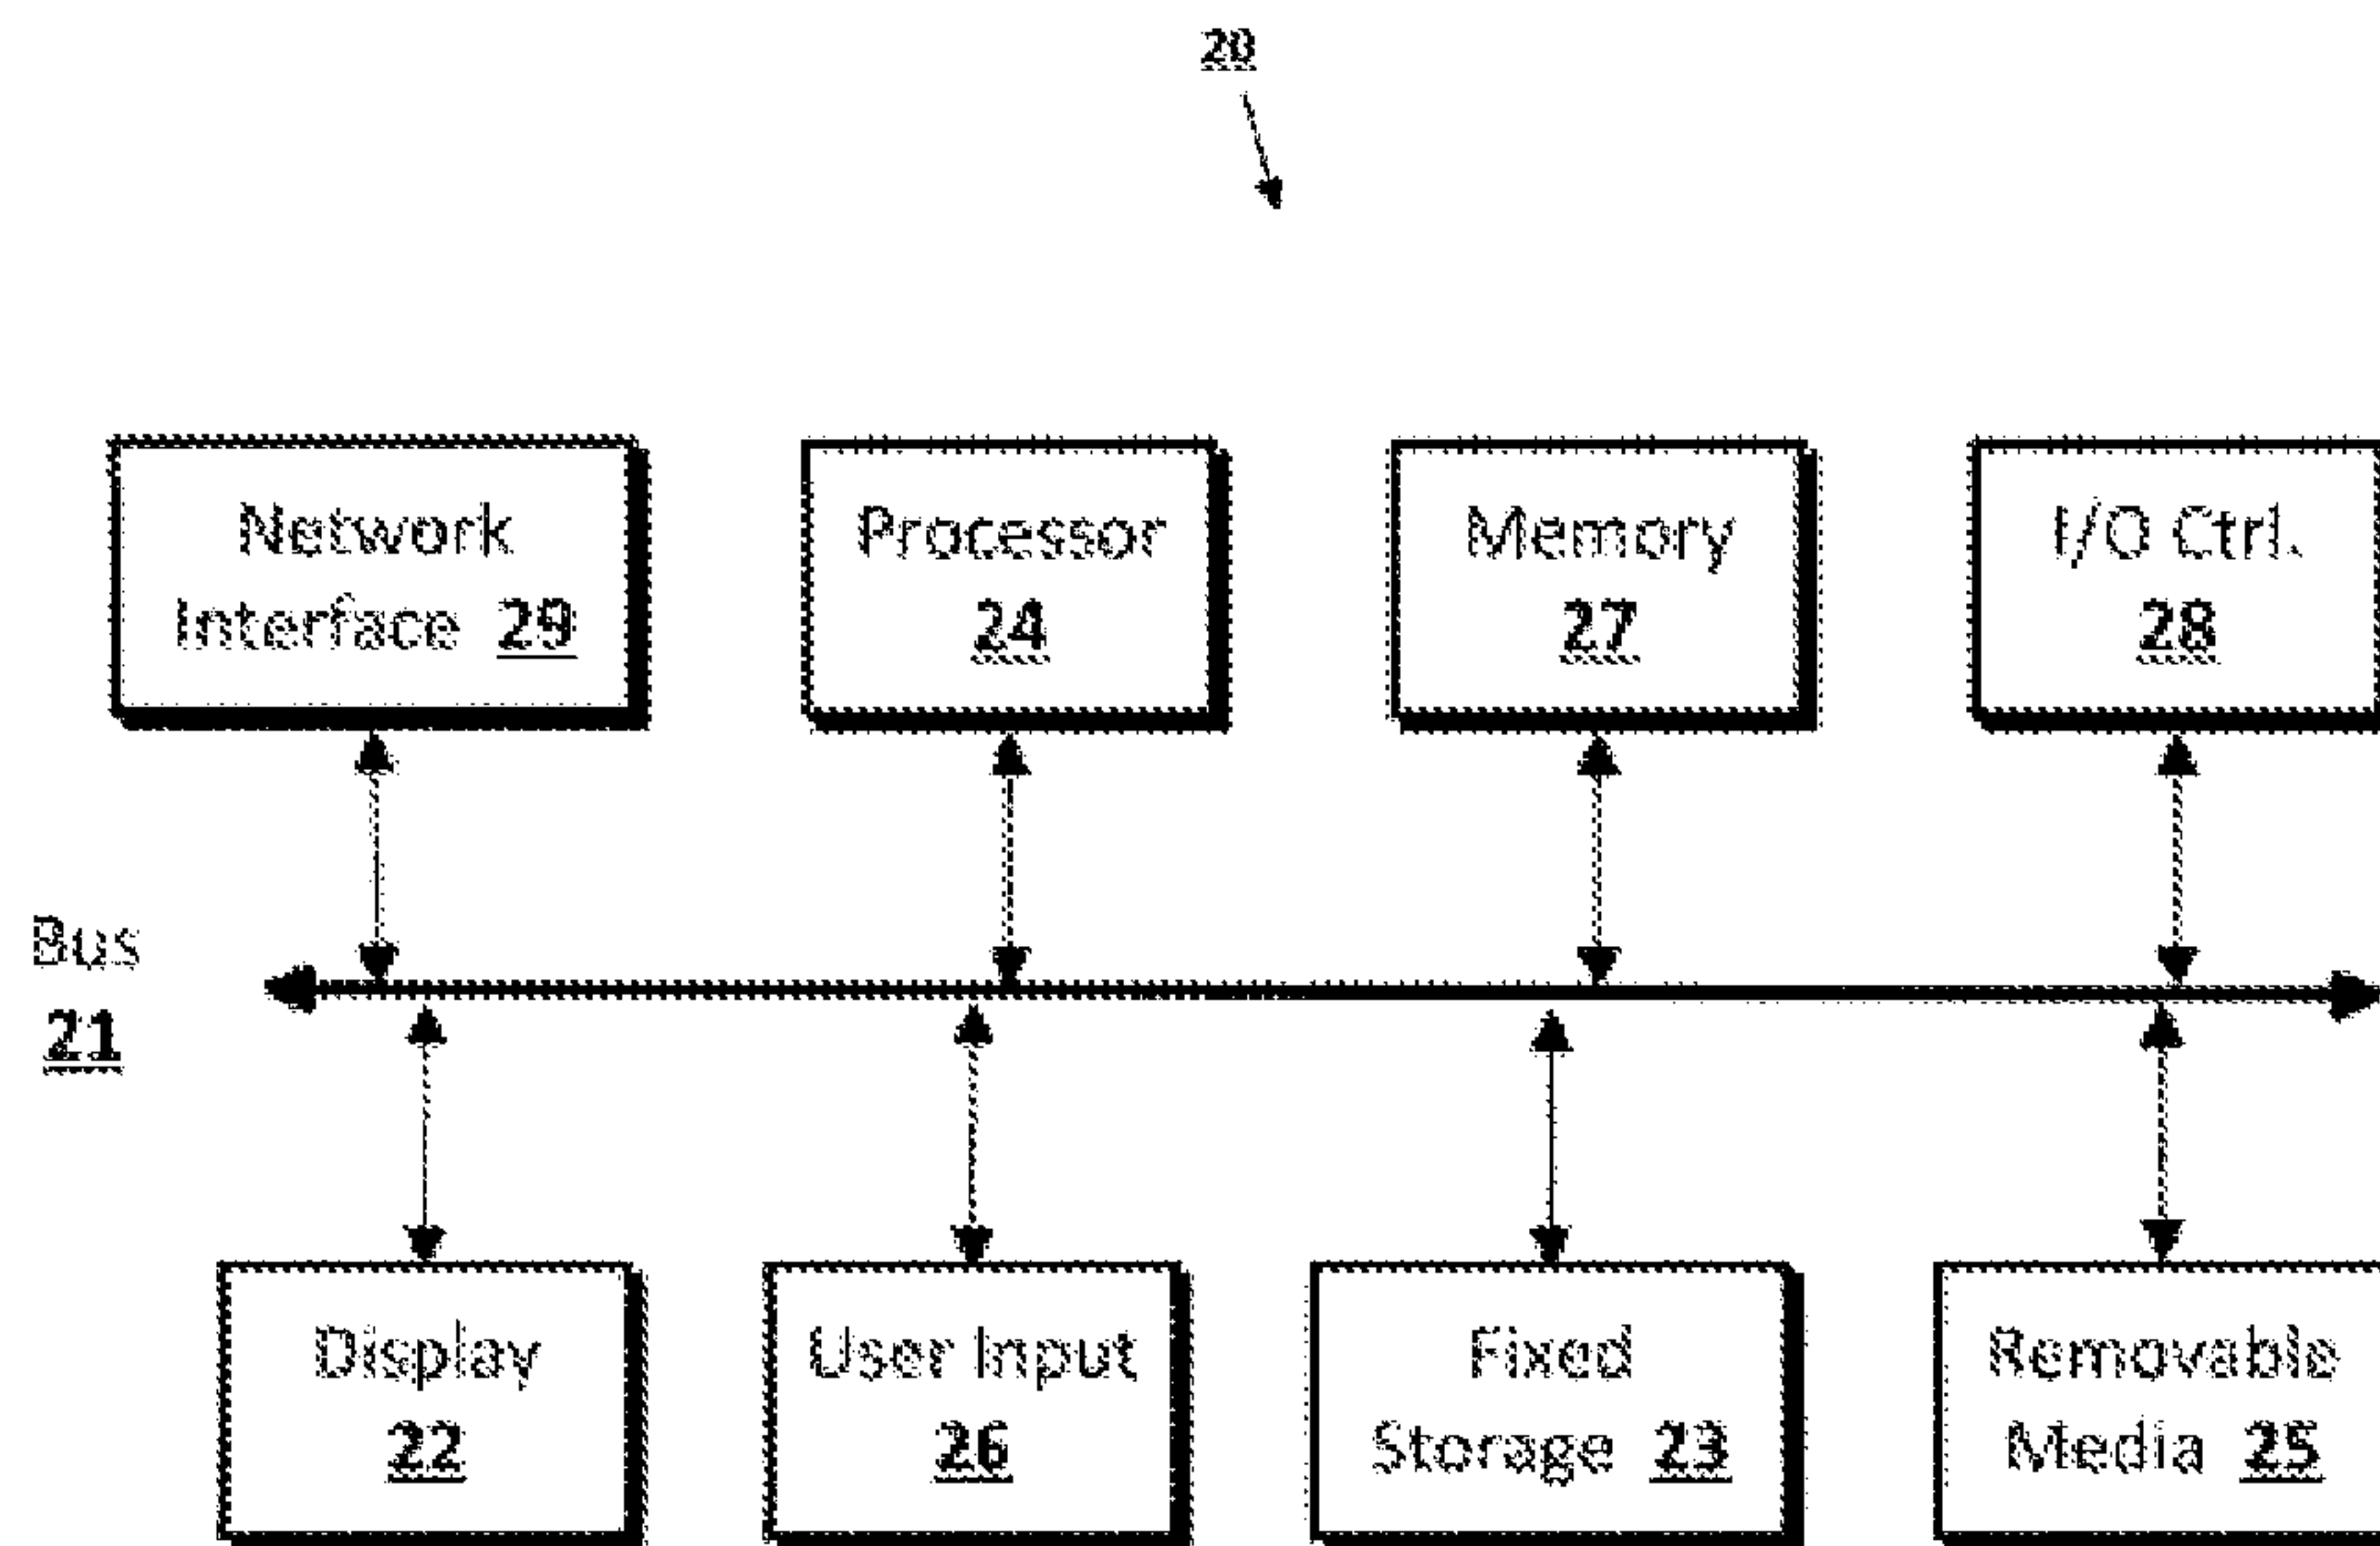 20
Network
Interface 29
Processor
24
Memory
27
I/O Ctrl.
28
Bus
21
Display
22
User Input
26
Fixed
Storage 23
Removable
Media 25